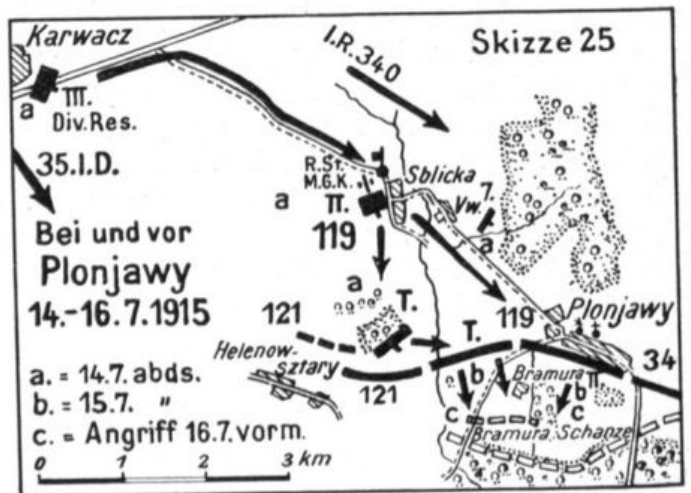 Karwacz
I.R.340
Skizze 25
III.
a
Div. Res.
35.I.D.
R.St.
M.G.K.
Sblicka
7.
Vw.
a
II.
a
119
Bei und vor
Plonjawy
14.-16.7.1915
a
I.
121
Helenow-
sztary
121
I.
119
Plonjawy
34
b
Bramura
II
b
c
c
Bramura Schanze
a. = 14.7. abds.
b. = 15.7. "
c. = Angriff 16.7. vorm.
0 1 2 3 km